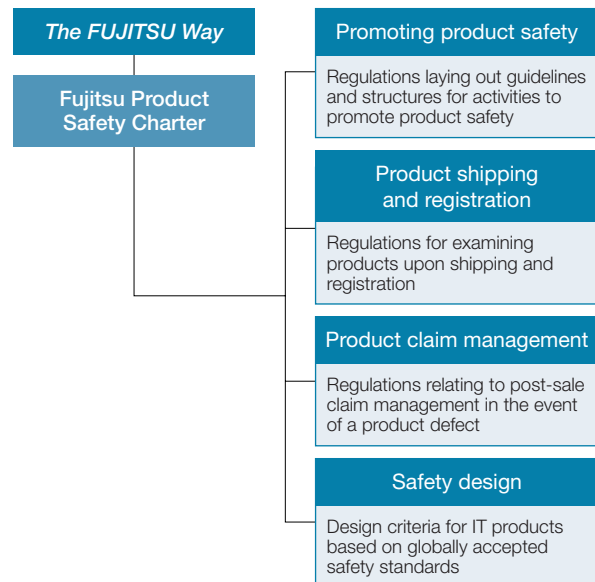 The FUJITSU Way
Fujitsu Product
Safety Charter
Promoting product safety
Regulations laying out guidelines
and structures for activities to
promote product safety
Product shipping
and registration
Regulations for examining
products upon shipping and
registration
Product claim management
Regulations relating to post-sale
claim management in the event
of a product defect
Safety design
Design criteria for IT products
based on globally accepted
safety standards